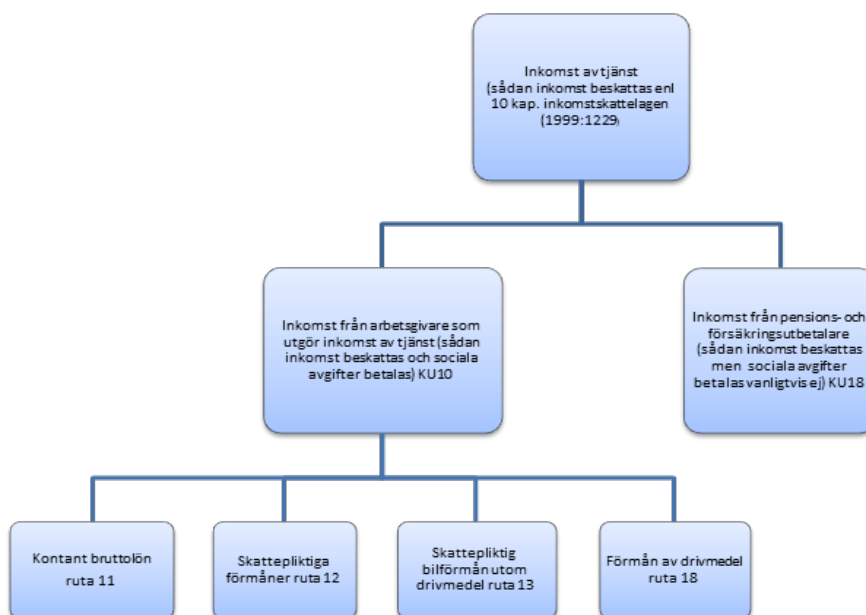 Inkomst av tjänst
(sådan inkomst beskattas enl
10 kap. inkomstskattelagen
(1999:1229)
Inkomst från arbetsgivare som
utgör inkomst av tjänst (sådan
inkomst beskattas och sociala
avgifter betalas) KU10
Inkomst från pensions- och
försäkringsutbetalare
(sådan inkomst beskattas
men sociala avgifter
betalas vanligtvis ej) KU18
Kontant bruttolön
ruta 11
Skattepliktiga
förmåner ruta 12
Skattepliktig
bilförmån utom
drivmedel ruta 13
Förmån av drivmedel
ruta 18